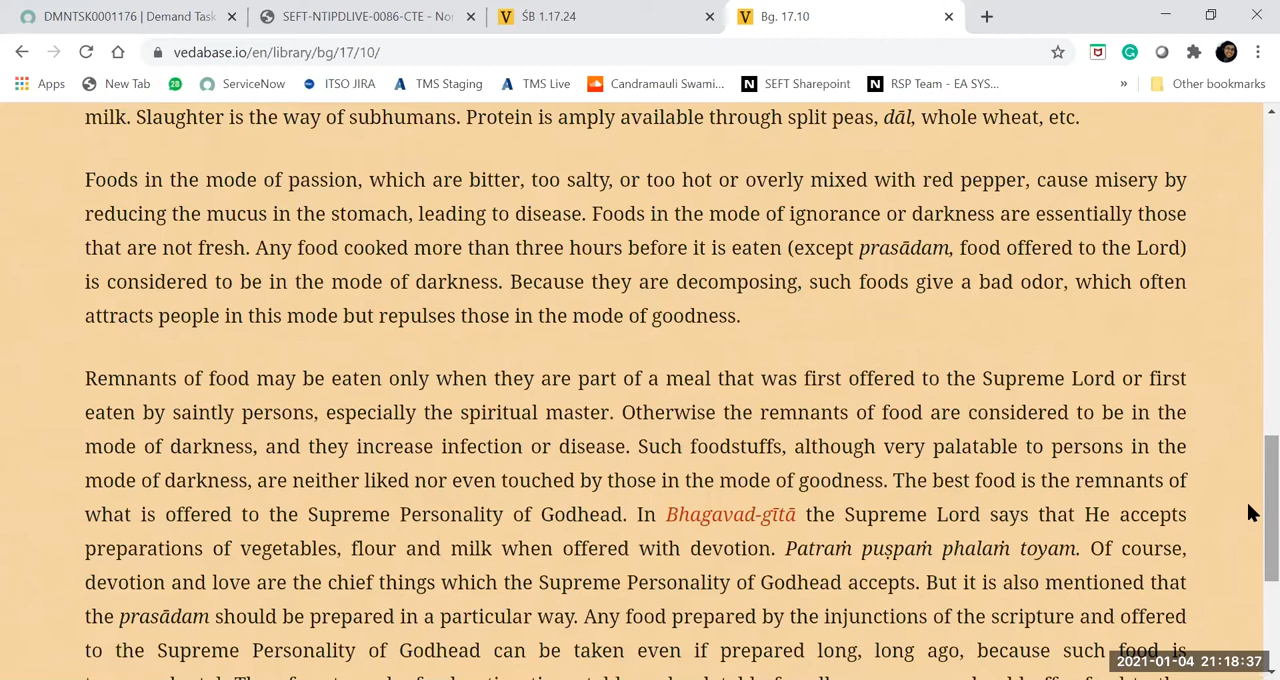 DMNTSK0001176 | Demand Task
SEFT-NTIPDLIVE-0086-CTE - Nor
ŚB 1.17.24
Bg. 17.10
vedabase.io/en/library/bg/17/10/
Apps
New Tab
28
ServiceNow
ITSO JIRA
TMS Staging
TMS Live
Candramauli Swami...
SEFT Sharepoint
RSP Team - EA SYS...
»
Other bookmarks
milk. Slaughter is the way of subhumans. Protein is amply available through split peas, dāl, whole wheat, etc.
Foods in the mode of passion, which are bitter, too salty, or too hot or overly mixed with red pepper, cause misery by
reducing the mucus in the stomach, leading to disease. Foods in the mode of ignorance or darkness are essentially those
that are not fresh. Any food cooked more than three hours before it is eaten (except prasādam, food offered to the Lord)
is considered to be in the mode of darkness. Because they are decomposing, such foods give a bad odor, which often
attracts people in this mode but repulses those in the mode of goodness.
Remnants of food may be eaten only when they are part of a meal that was first offered to the Supreme Lord or first
eaten by saintly persons, especially the spiritual master. Otherwise the remnants of food are considered to be in the
mode of darkness, and they increase infection or disease. Such foodstuffs, although very palatable to persons in the
mode of darkness, are neither liked nor even touched by those in the mode of goodness. The best food is the remnants of
what is offered to the Supreme Personality of Godhead. In Bhagavad-gītā the Supreme Lord says that He accepts
preparations of vegetables, flour and milk when offered with devotion. Patraṁ puṣpaṁ phalaṁ toyam. Of course,
devotion and love are the chief things which the Supreme Personality of Godhead accepts. But it is also mentioned that
the prasādam should be prepared in a particular way. Any food prepared by the injunctions of the scripture and offered
to the Supreme Personality of Godhead can be taken even if prepared long, long ago, because such food is
2021-01-04 21:18:37